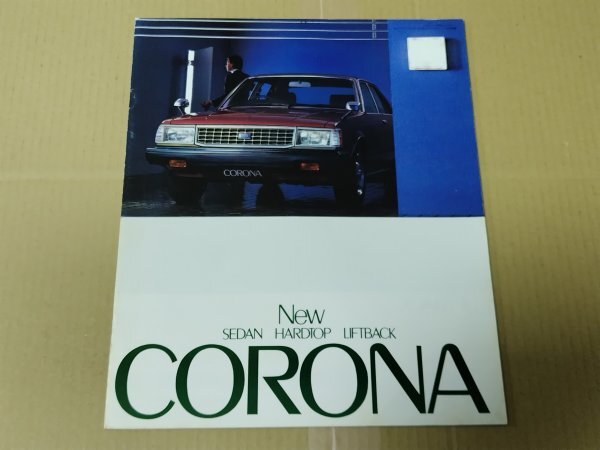 CORONA
New
SEDAN HARDTOP LIFTBACK
CORONA